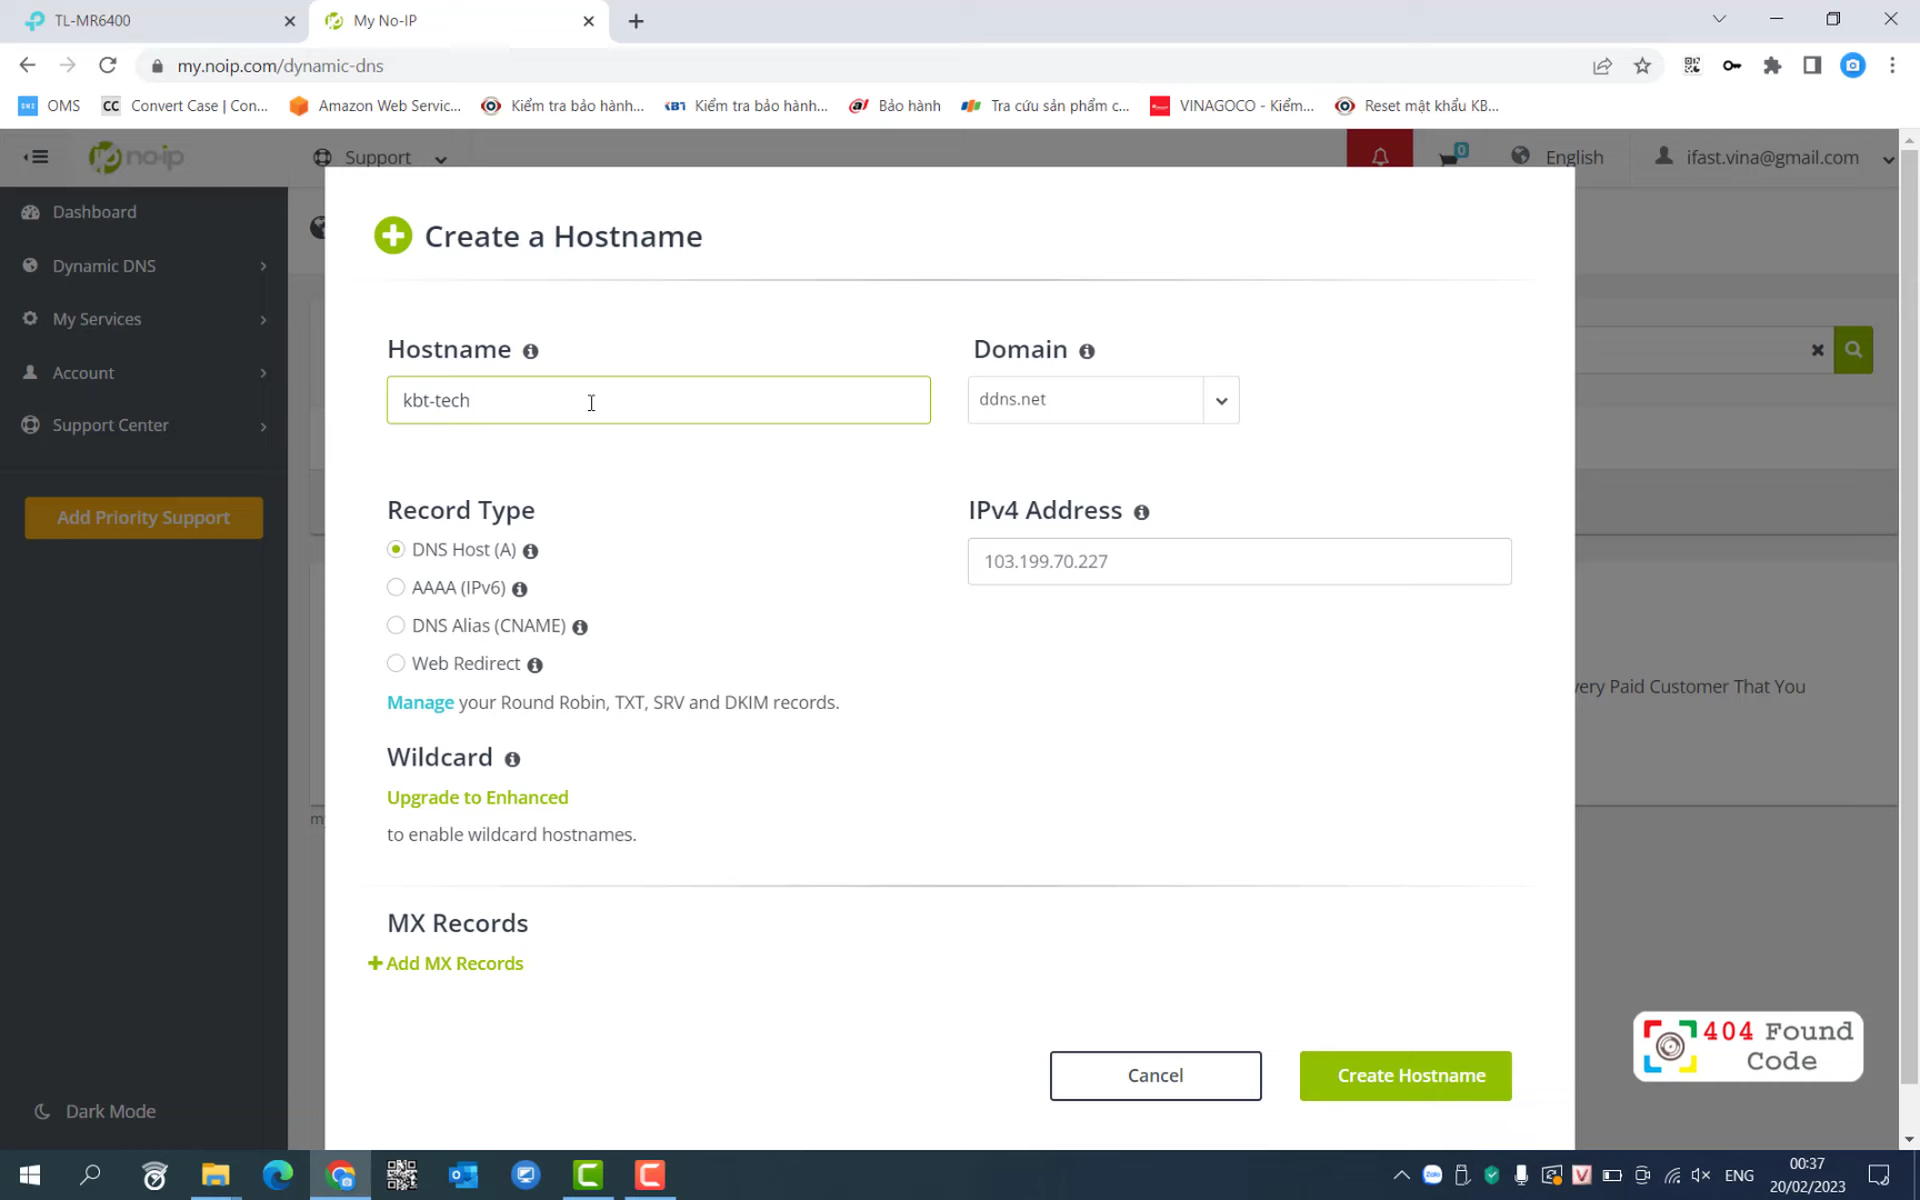 TL-MR6400
My No-IP
my.noip.com/dynamic-dns
OMS
CC Convert Case | Con...
Amazon Web Servic...
Kiểm tra bảo hành...
KB1 Kiểm tra bảo hành...
Bảo hành
Tra cứu sản phẩm c...
VINAGOCO - Kiểm...
Reset mật khẩu KB...
no-ip
Support
0
English
ifast.vina@gmail.com
Dashboard
Dynamic DNS
My Services
Account
Support Center
Add Priority Support
Dark Mode
Create a Hostname
Hostname
Domain
kbt-tech
ddns.net
Record Type
IPv4 Address
DNS Host (A)
103.199.70.227
AAAA (IPv6)
DNS Alias (CNAME)
Web Redirect
Manage your Round Robin, TXT, SRV and DKIM records.
very Paid Customer That You
Wildcard
Upgrade to Enhanced
to enable wildcard hostnames.
MX Records
Add MX Records
Cancel
Create Hostname
404 Found
Code
ENG
00:37
20/02/2023